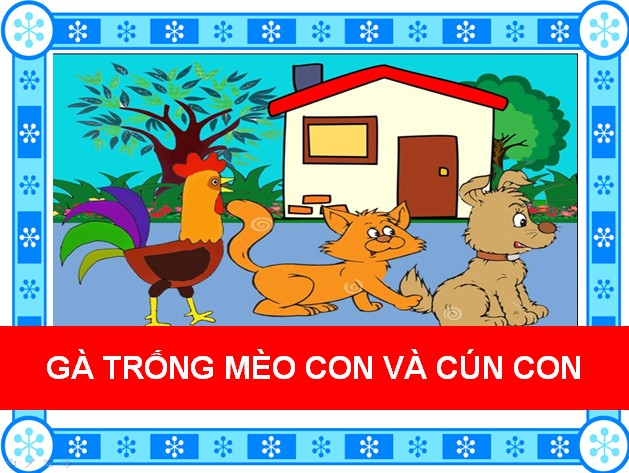 GÀ TRỐNG MÈO CON VÀ CÚN CON